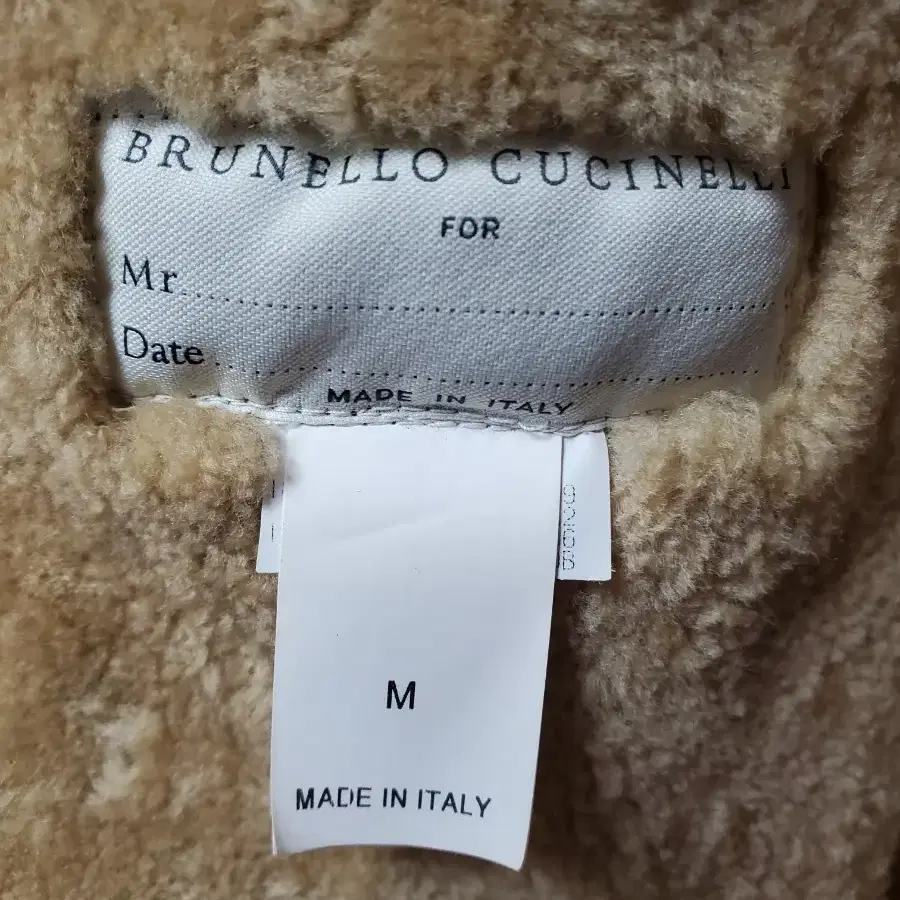 BRUNELLO CUCINELLI
FOR
Mr.
Date
MADE IN ITALY
M
MADE IN ITALY